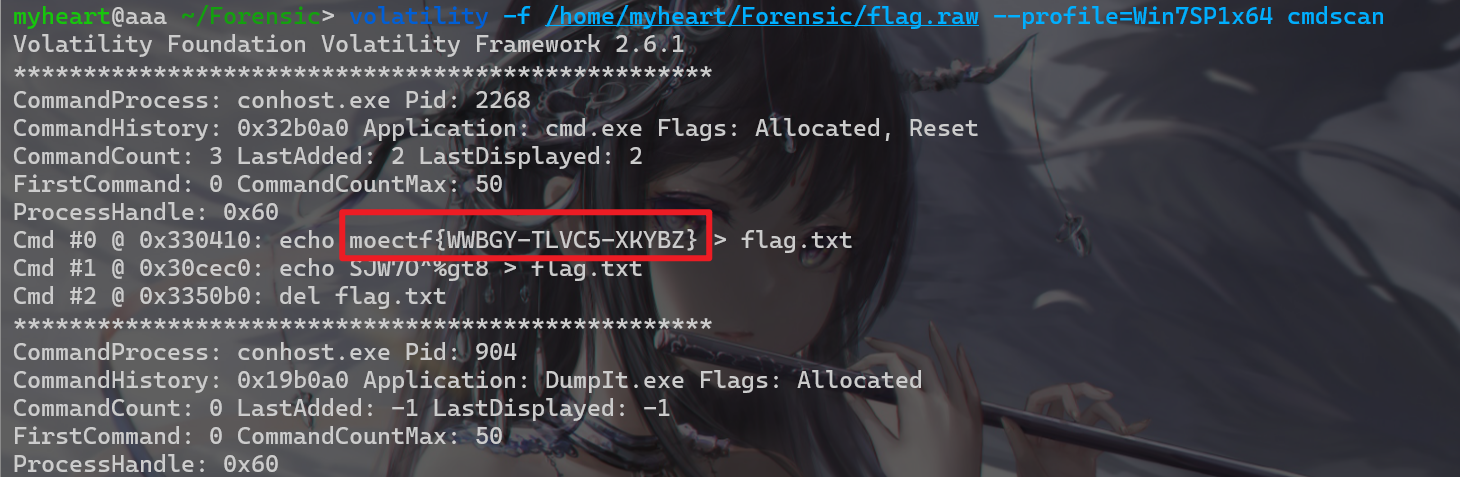 myheart@aaa ~/Forensic> volatility -f /home/myheart/Forensic/flag.raw --profile=Win7SP1x64 cmdscan
Volatility Foundation Volatility Framework 2.6.1
**************************************************
CommandProcess: conhost.exe Pid: 2268
CommandHistory: 0x32b0a0 Application: cmd.exe Flags: Allocated, Reset
CommandCount: 3 LastAdded: 2 LastDisplayed: 2
FirstCommand: 0 CommandCountMax: 50
ProcessHandle: 0x60
Cmd #0 @ 0x330410: echo moectf{WWBGY-TLVC5-XKYBZ} > flag.txt
Cmd #1 @ 0x30cec0: echo SJW7O^%gt8 > flag.txt
Cmd #2 @ 0x3350b0: del flag.txt
**************************************************
CommandProcess: conhost.exe Pid: 904
CommandHistory: 0x19b0a0 Application: DumpIt.exe Flags: Allocated
CommandCount: 0 LastAdded: -1 LastDisplayed: -1
FirstCommand: 0 CommandCountMax: 50
ProcessHandle: 0x60